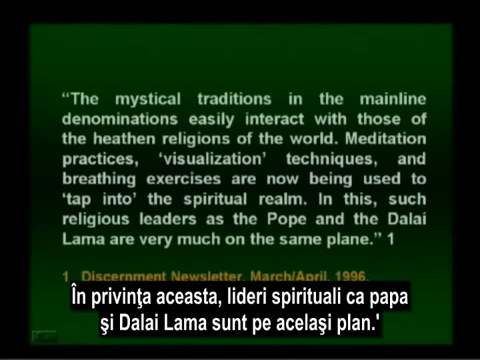 “The mystical traditions in the mainline
denominations easily interact with those of
the heathen religions of the world. Meditation
practices, ‘visualization’ techniques, and
breathing exercises are now being used to
‘tap into’ the spiritual realm. In this, such
religious leaders as the Pope and the Dalai
Lama are very much on the same plane.” 1
1. Discernment Newsletter, March/April, 1996.
În privinţa aceasta, lideri spirituali ca papa
şi Dalai Lama sunt pe acelaşi plan.'